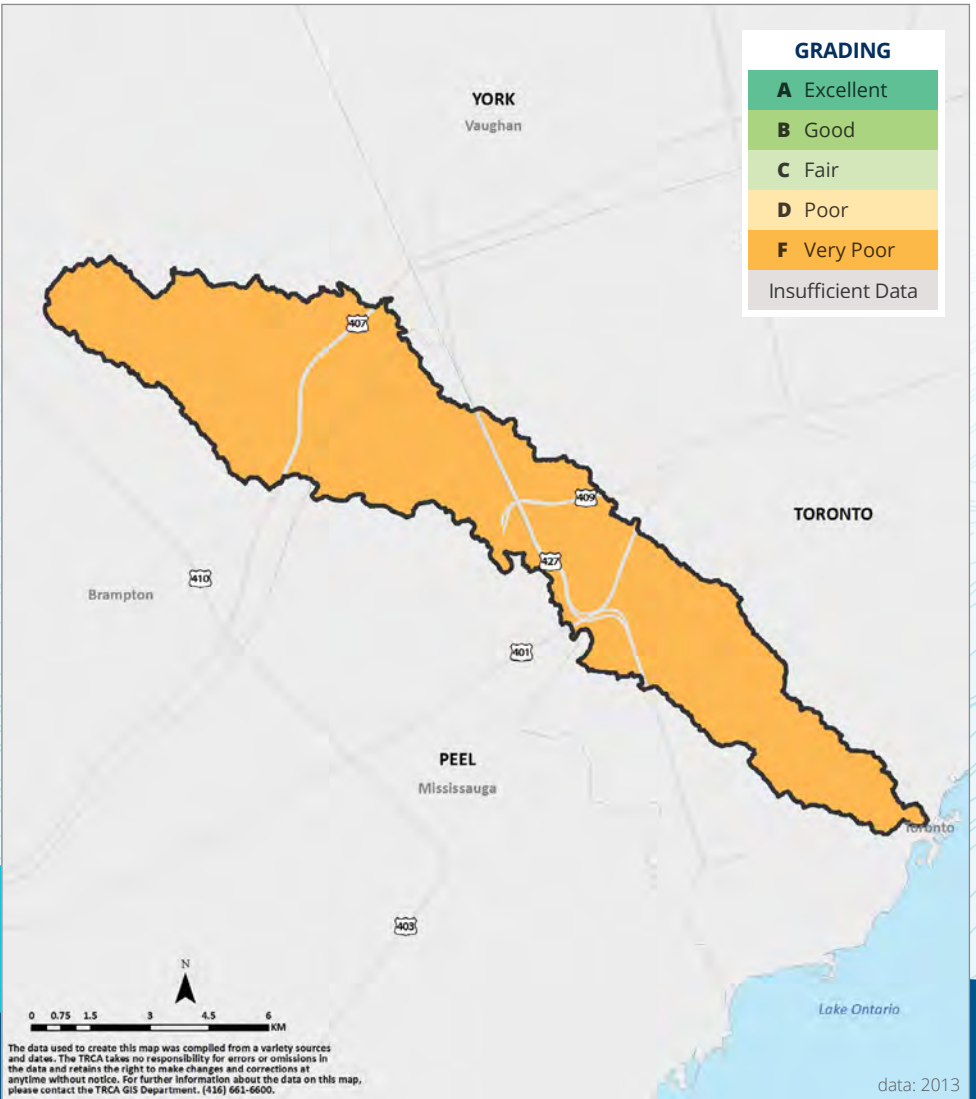 GRADING
A Excellent
B Good
C Fair
D Poor
F Very Poor
Insufficient Data
YORK
Vaughan
407
409
TORONTO
427
410
Brampton
401
PEEL
Mississauga
Toronto
403
Lake Ontario
N
0 0.75 1.5 3 4.5 6
KM
The data used to create this map was compiled from a variety sources
and dates. The TRCA takes no responsibility for errors or omissions in
the data and retains the right to make changes and corrections at
anytime without notice. For further information about the data on this map,
please contact the TRCA GIS Department. (416) 661-6600.
data: 2013